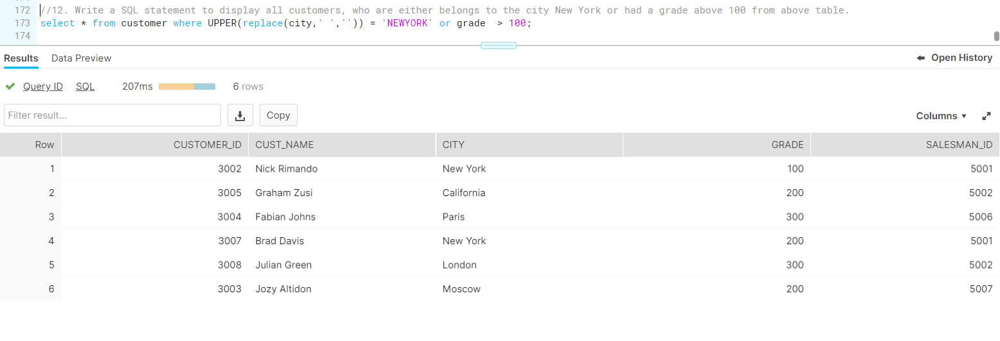 172 //12. Write a SQL statement to display all customers, who are either belongs to the city New York or had a grade above 100 from above table.
173 select * from customer where UPPER(replace(city,' ','')) = 'NEWYORK' or grade  > 100;
174
Results Data Preview Open History
Query ID SQL 207ms 6 rows
Filter result... Copy Columns
Row CUSTOMER_ID CUST_NAME CITY GRADE SALESMAN_ID
1 3002 Nick Rimando New York 100 5001
2 3005 Graham Zusi California 200 5002
3 3004 Fabian Johns Paris 300 5006
4 3007 Brad Davis New York 200 5001
5 3008 Julian Green London 300 5002
6 3003 Jozy Altidon Moscow 200 5007